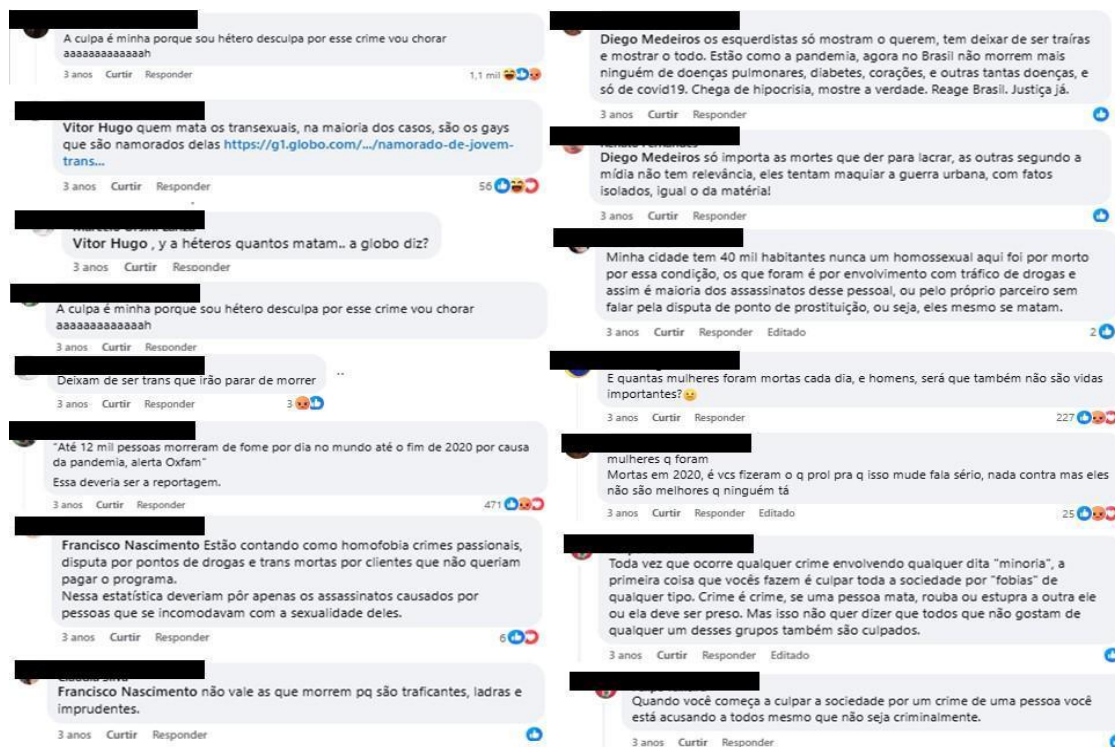 A culpa é minha porque sou hétero desculpa por esse crime vou chorar
aaaaaaaaaaaaah
3 anos Curtir Responder 1,1 mil
Vitor Hugo quem mata os transexuais, na maioria dos casos, são os gays
que são namorados delas https://g1.globo.com/.../namorado-de-jovem-
trans...
3 anos Curtir Responder 56
Vitor Hugo , y a héteros quantos matam.. a globo diz?
3 anos Curtir Responder
A culpa é minha porque sou hétero desculpa por esse crime vou chorar
aaaaaaaaaaaaah
3 anos Curtir Responder
Deixam de ser trans que irão parar de morrer
3 anos Curtir Responder 3
"Até 12 mil pessoas morreram de fome por dia no mundo até o fim de 2020 por causa
da pandemia, alerta Oxfam"
Essa deveria ser a reportagem.
3 anos Curtir Responder 471
Francisco Nascimento Estão contando como homofobia crimes passionais,
disputa por pontos de drogas e trans mortas por clientes que não queriam
pagar o programa.
Nessa estatística deveriam pôr apenas os assassinatos causados por
pessoas que se incomodavam com a sexualidade deles.
3 anos Curtir Responder 6
Francisco Nascimento não vale as que morrem pq são traficantes, ladras e
imprudentes.
3 anos Curtir Responder
Diego Medeiros os esquerdistas só mostram o querem, tem deixar de ser traíras
e mostrar o todo. Estão como a pandemia, agora no Brasil não morrem mais
ninguém de doenças pulmonares, diabetes, corações, e outras tantas doenças, e
só de covid19. Chega de hipocrisia, mostre a verdade. Reage Brasil. Justiça já.
3 anos Curtir Responder
Diego Medeiros só importa as mortes que der para lacrar, as outras segundo a
mídia não tem relevância, eles tentam maquiar a guerra urbana, com fatos
isolados, igual o da matéria!
3 anos Curtir Responder
Minha cidade tem 40 mil habitantes nunca um homossexual aqui foi por morto
por essa condição, os que foram é por envolvimento com tráfico de drogas e
assim é maioria dos assassinatos desse pessoal, ou pelo próprio parceiro sem
falar pela disputa de ponto de prostituição, ou seja, eles mesmo se matam.
3 anos Curtir Responder Editado 2
E quantas mulheres foram mortas cada dia, e homens, será que também não são vidas
importantes?
3 anos Curtir Responder 227
mulheres q foram
Mortas em 2020, é vcs fizeram o q prol pra q isso mude fala sério, nada contra mas eles
não são melhores q ninguém tá
3 anos Curtir Responder Editado 25
Toda vez que ocorre qualquer crime envolvendo qualquer dita "minoria", a
primeira coisa que vocês fazem é culpar toda a sociedade por "fobias" de
qualquer tipo. Crime é crime, se uma pessoa mata, rouba ou estupra a outra ele
ou ela deve ser preso. Mas isso não quer dizer que todos que não gostam de
qualquer um desses grupos também são culpados.
3 anos Curtir Responder Editado
Quando você começa a culpar a sociedade por um crime de uma pessoa você
está acusando a todos mesmo que não seja criminalmente.
3 anos Curtir Responder